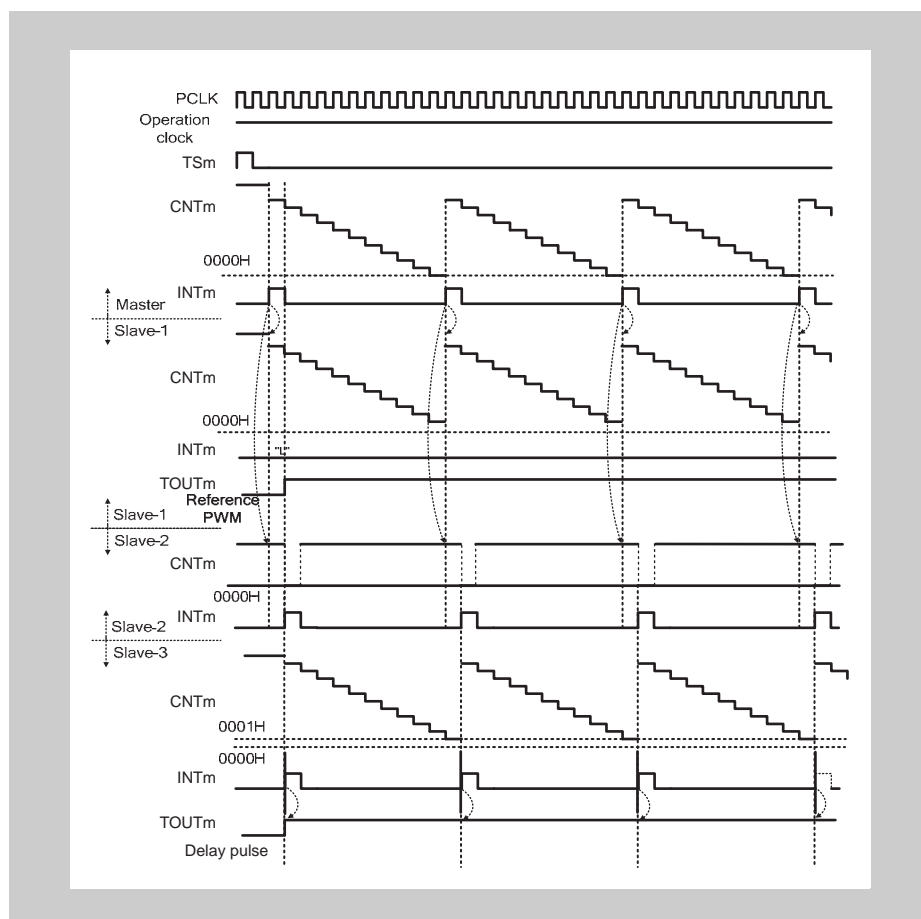 PCLK
Operation
clock
TSm
CNTm
0000H
INTm
Master
Slave-1
CNTm
0000H
INTm
TOUTm
Reference
PWM
Slave-1
Slave-2
CNTm
0000H
INTm
Slave-2
Slave-3
CNTm
0001H
0000H
INTm
TOUTm
Delay pulse